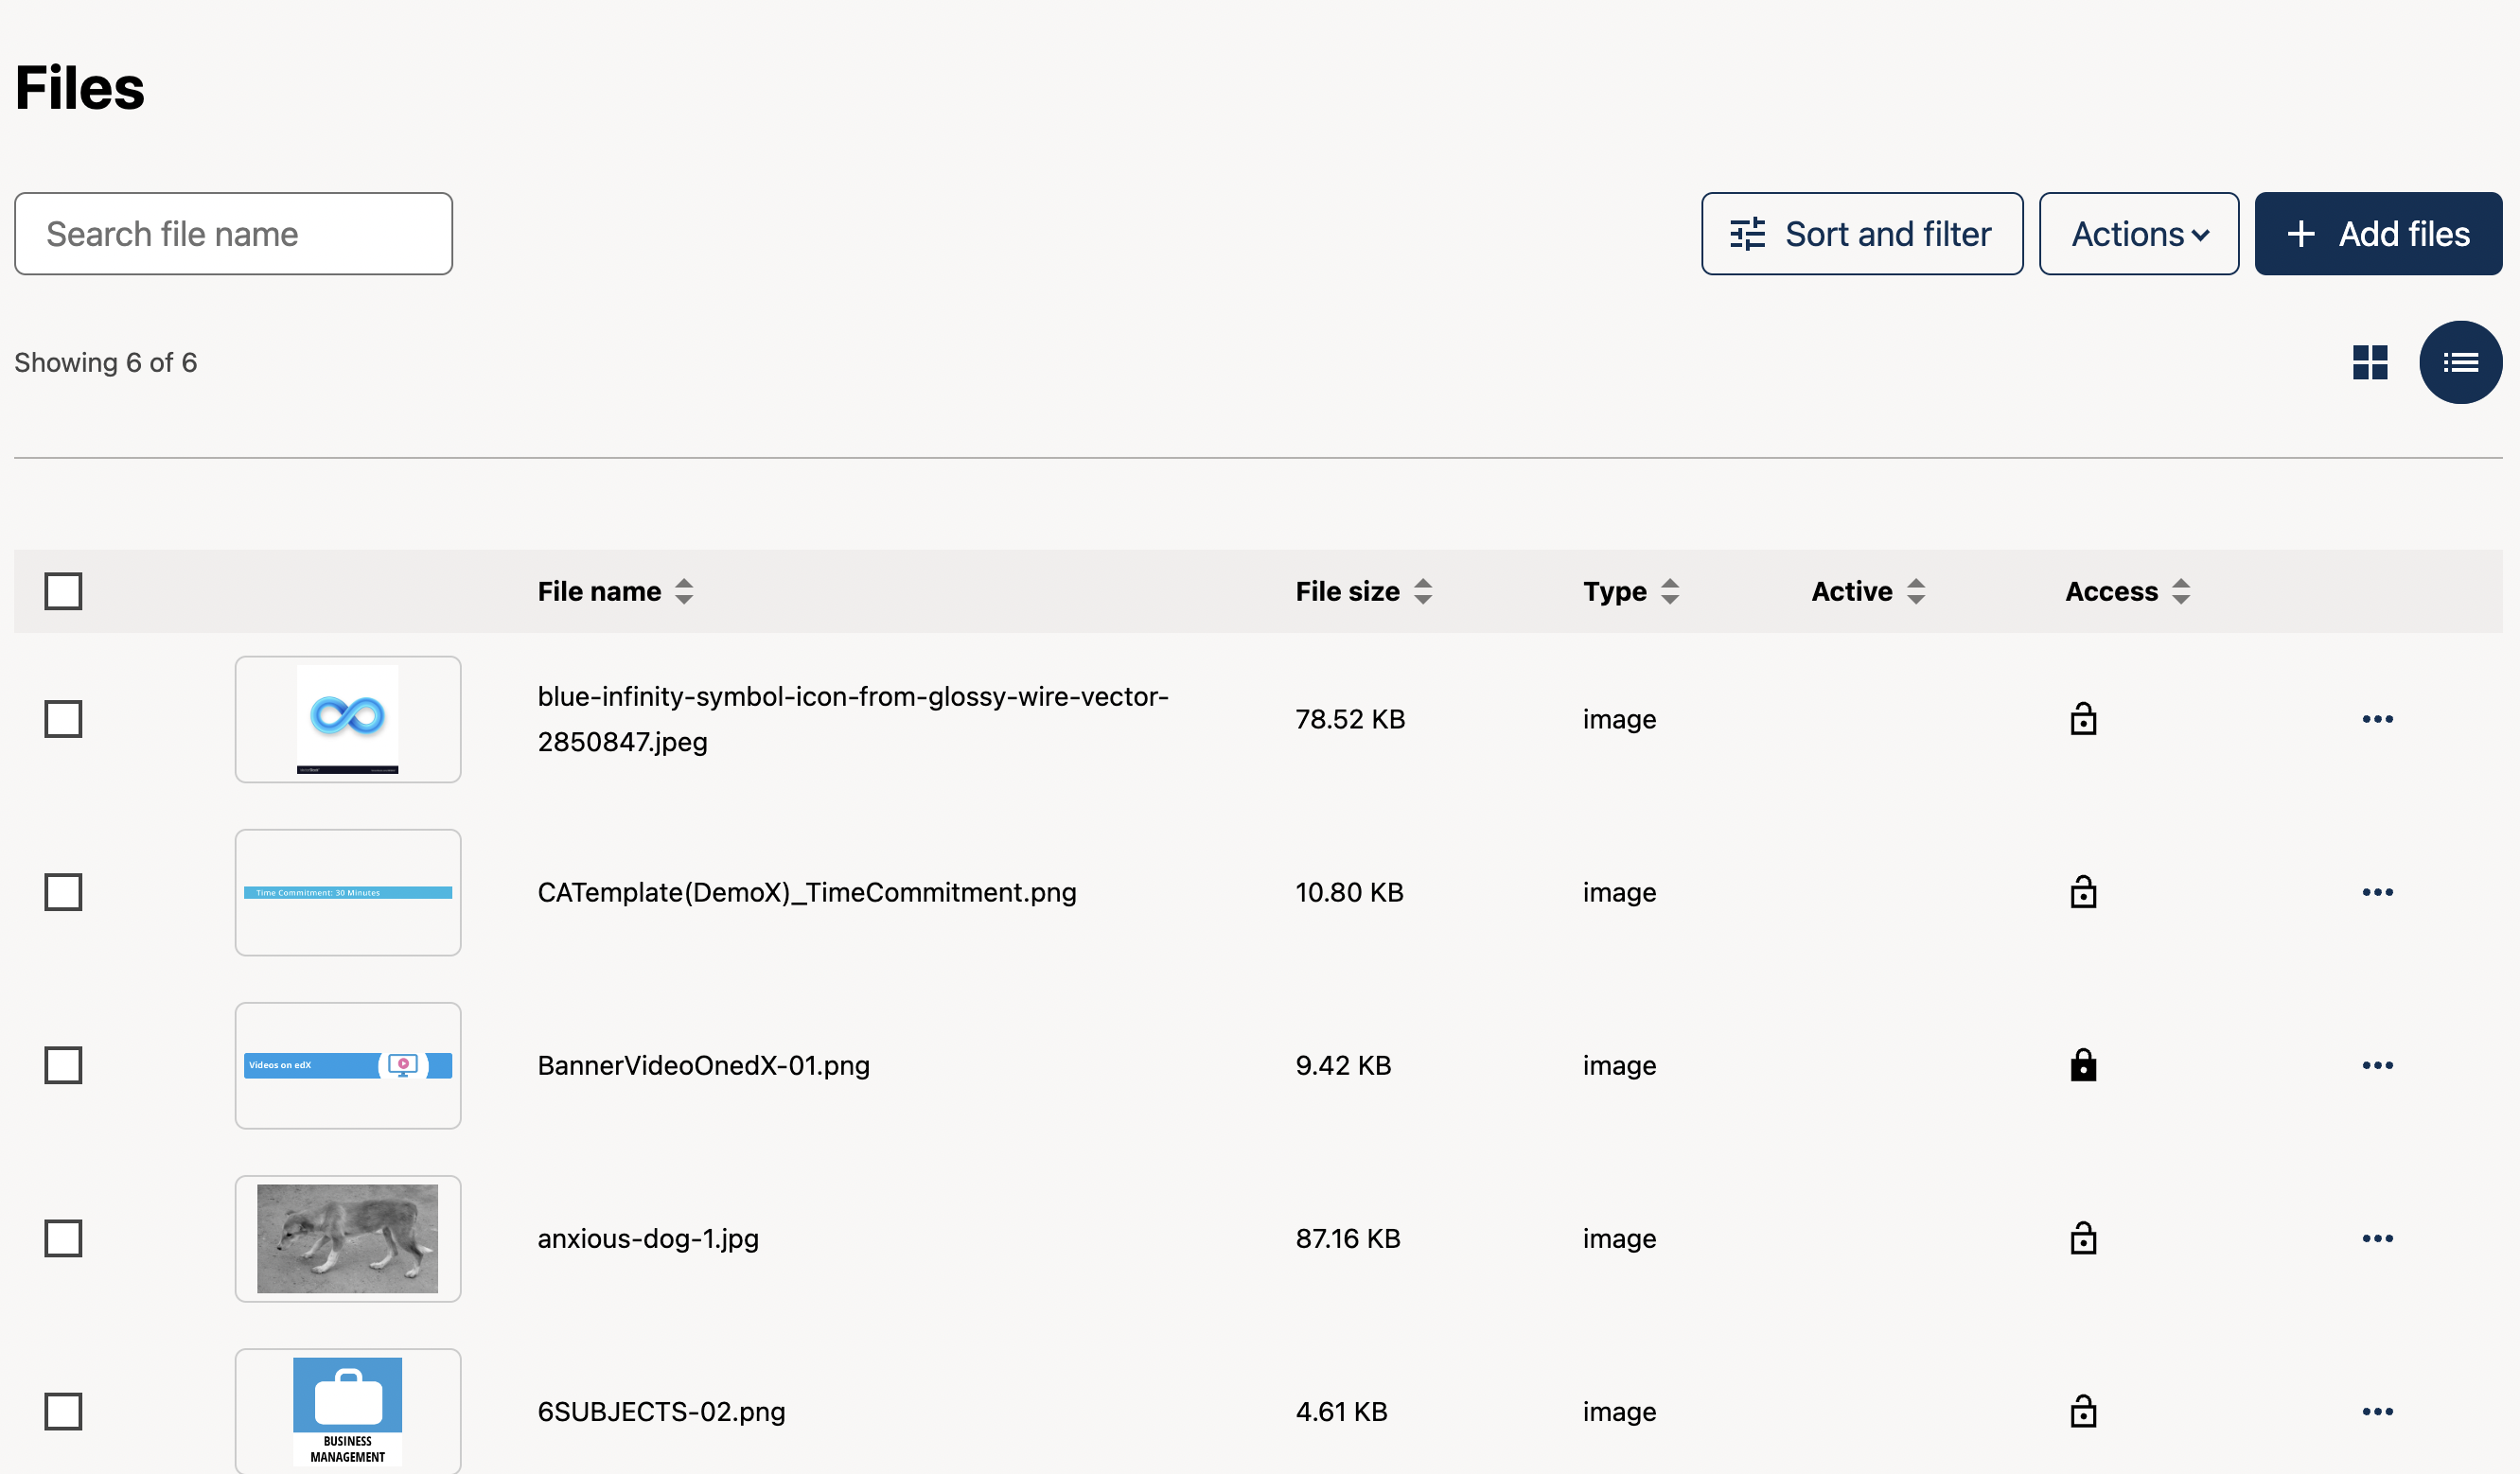 Files
Search file name
Sort and filter
Actions
Add files
Showing 6 of 6
File name
File size
Type
Active
Access
blue-infinity-symbol-icon-from-glossy-wire-vector-
2850847.jpeg
78.52 KB
image
Time Commitment: 30 Minutes
CATemplate(DemoX)_TimeCommitment.png
10.80 KB
image
Videos on edX
BannerVideoOnedX-01.png
9.42 KB
image
anxious-dog-1.jpg
87.16 KB
image
BUSINESS
MANAGEMENT
6SUBJECTS-02.png
4.61 KB
image